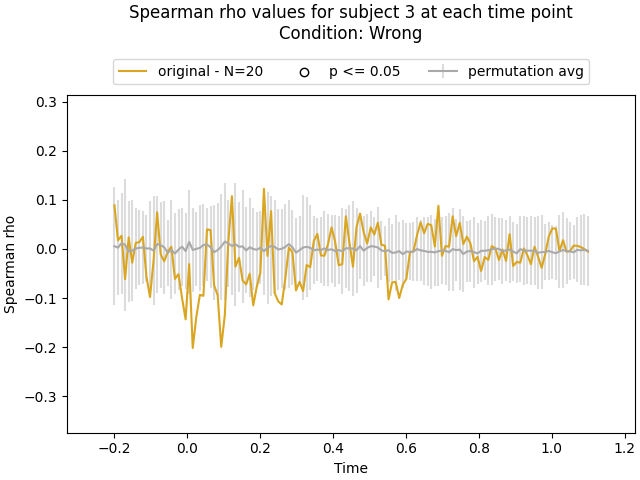 Spearman rho values for subject 3 at each time point
Condition: Wrong
original - N=20
p <= 0.05
permutation avg
0.3
0.2
0.1
0.0
−0.1
−0.2
−0.3
Spearman rho
−0.2
0.0
0.2
0.4
0.6
0.8
1.0
1.2
Time